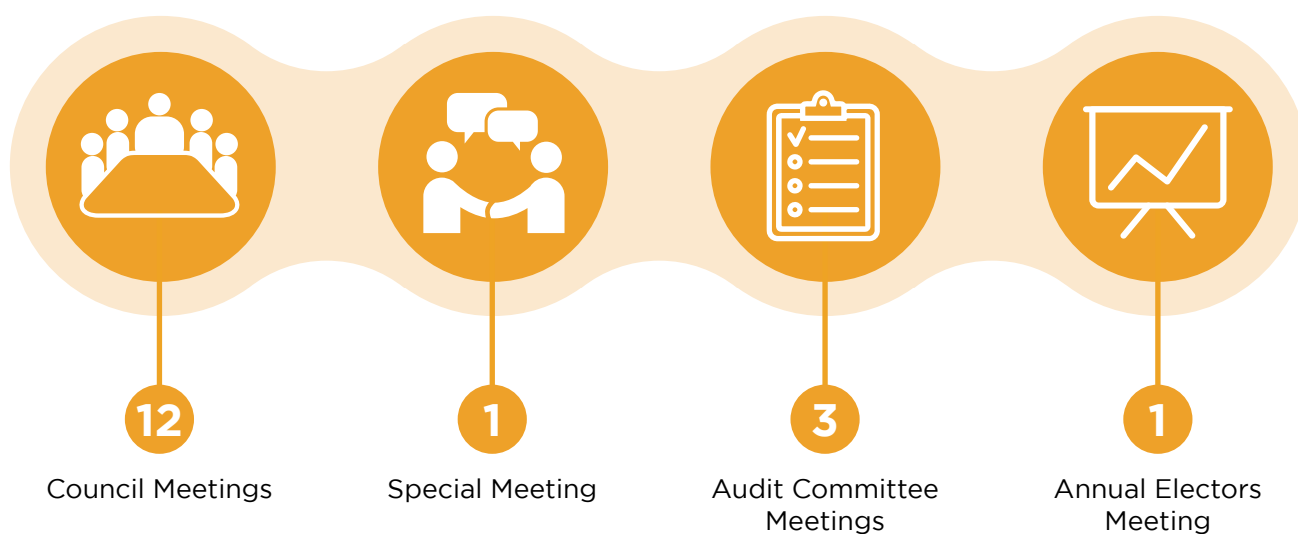 12
Council Meetings
1
Special Meeting
3
Audit Committee
Meetings
1
Annual Electors
Meeting